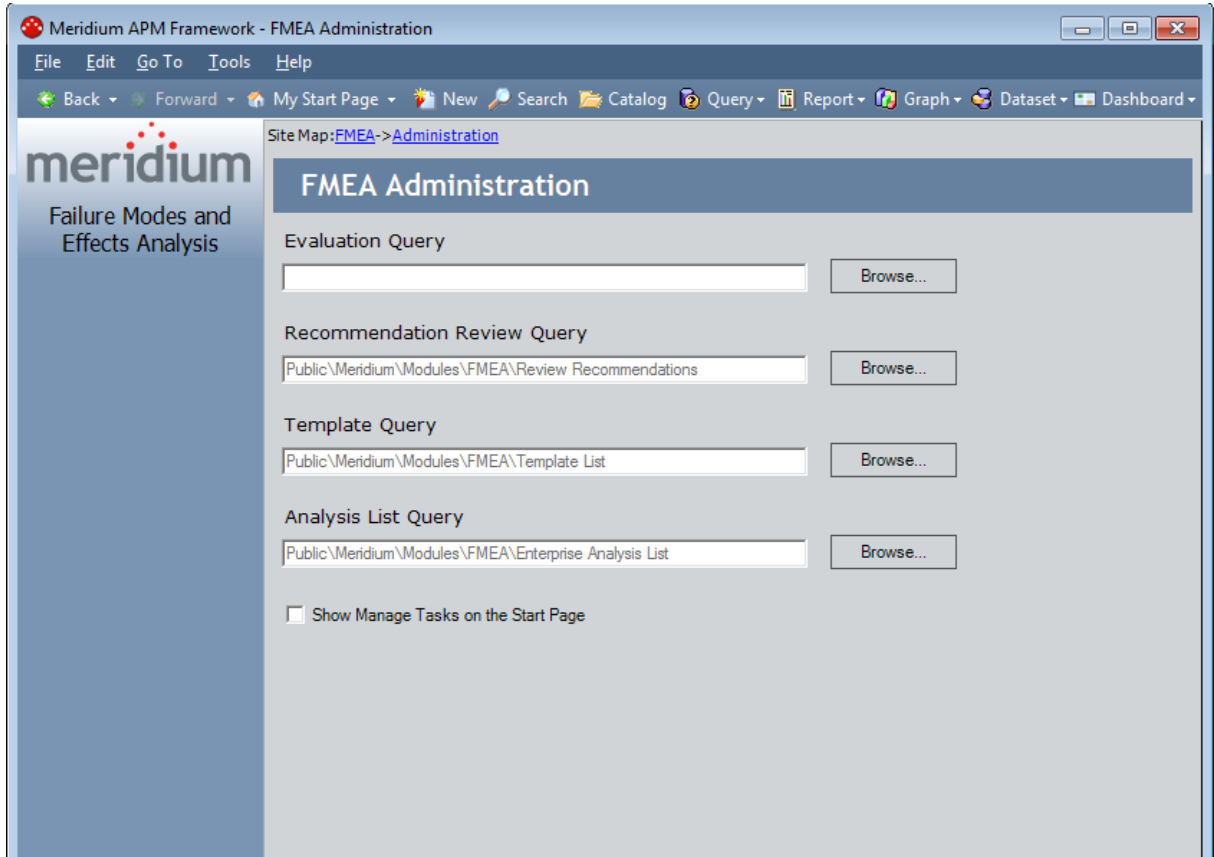 Meridium APM Framework - FMEA Administration
File Edit Go To Tools Help
Back Forward My Start Page New Search Catalog Query Report Graph Dataset Dashboard
meridium
Failure Modes and
Effects Analysis
Site Map:FMEA->Administration
FMEA Administration
Evaluation Query
Browse...
Recommendation Review Query
Public\Meridium\Modules\FMEA\Review Recommendations Browse...
Template Query
Public\Meridium\Modules\FMEA\Template List Browse...
Analysis List Query
Public\Meridium\Modules\FMEA\Enterprise Analysis List Browse...
Show Manage Tasks on the Start Page